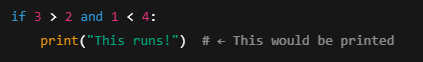 if 3 > 2 and 1 < 4:
    print("This runs!")  # ← This would be printed